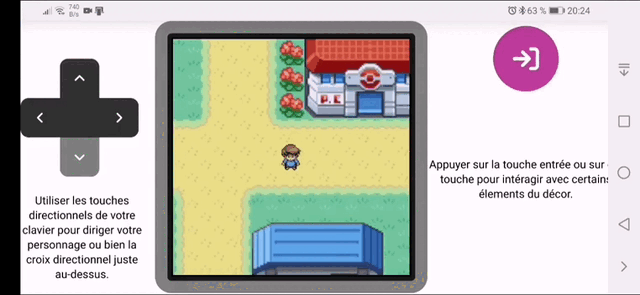 740
B/s
63 %
20:24
P.C
Utiliser les touches
directionnels de votre
clavier pour diriger votre
personnage ou bien la
croix directionnel juste
au-dessus.
Appuyer sur la touche entrée ou sur
touche pour intéragir avec certains
élements du décor.